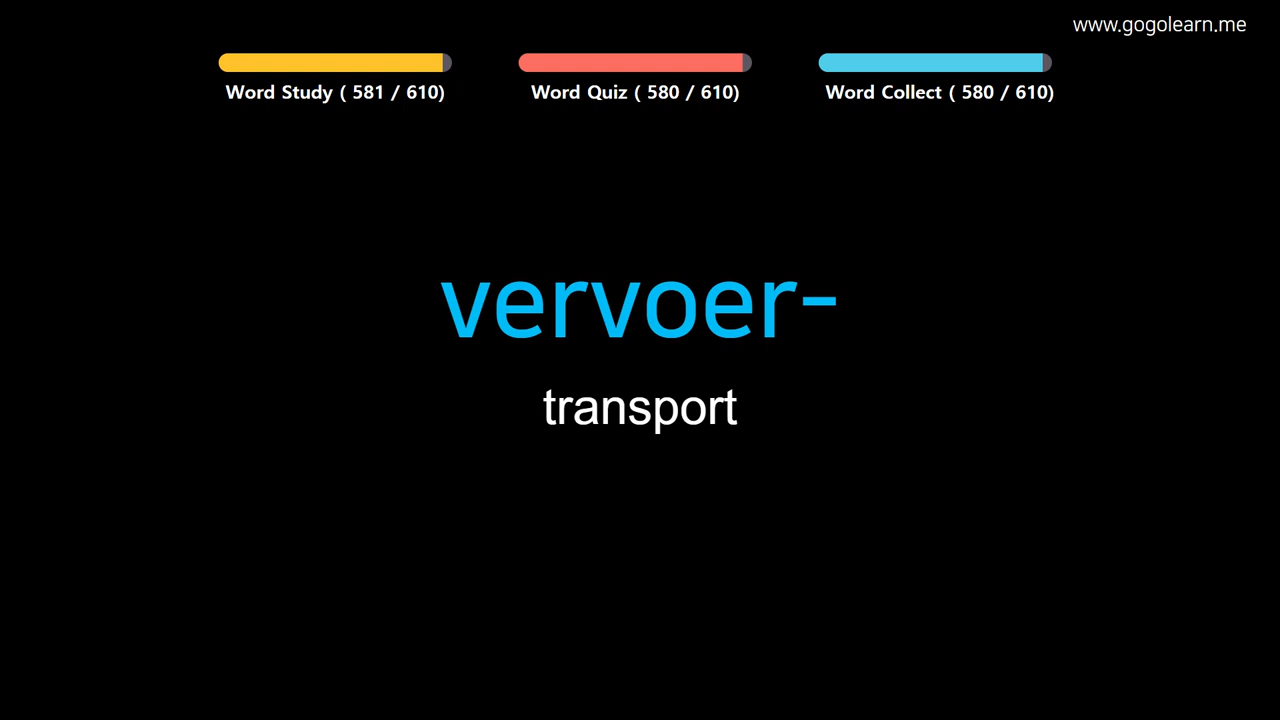 www.gogolearn.me
Word Study ( 581 / 610)
Word Quiz ( 580 / 610)
Word Collect ( 580 / 610)
vervoer-
transport